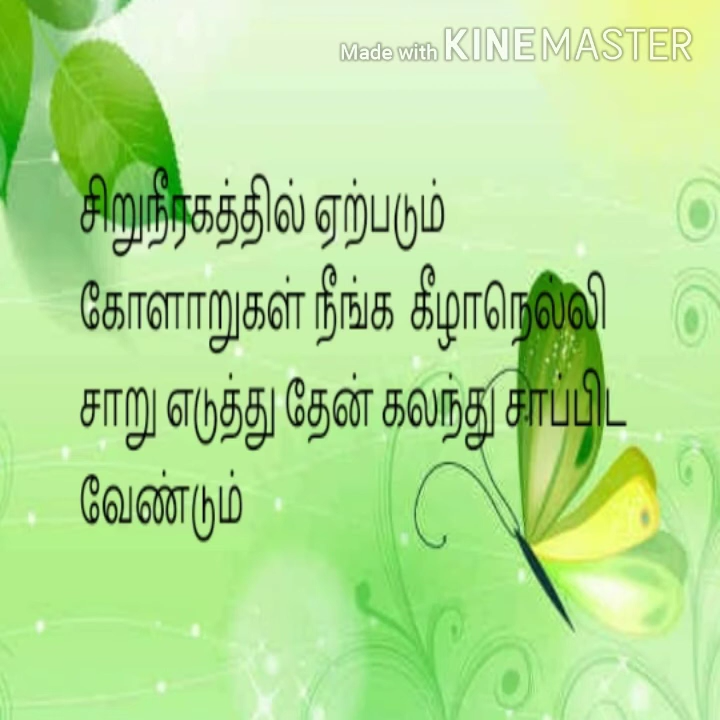 Made with KINEMASTER
சிறுநீரகத்தில் ஏற்படும்
கோளாறுகள் நீங்க கீழாநெல்லி
சாறு எடுத்து தேன் கலந்து சாப்பிட
வேண்டும்